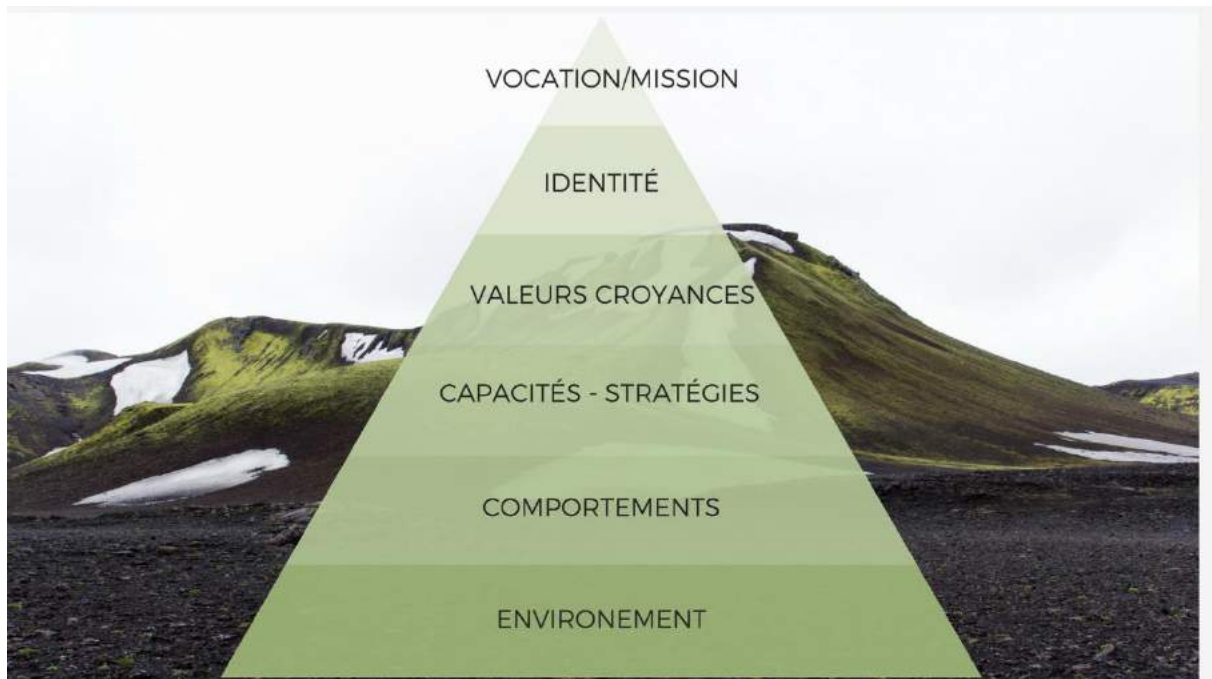 VOCATION/MISSION
IDENTITÉ
VALEURS CROYANCES
CAPACITÉS - STRATÉGIES
COMPORTEMENTS
ENVIRONEMENT